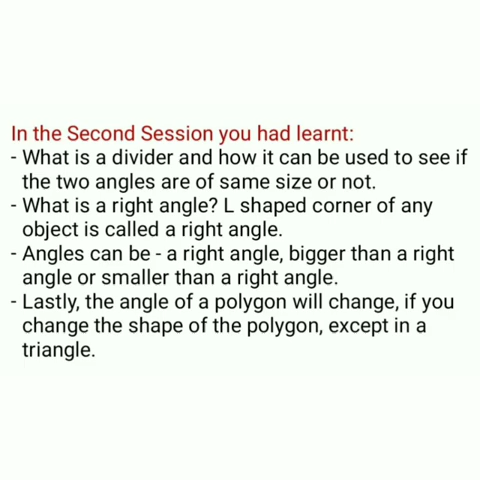 In the Second Session you had learnt:
- What is a divider and how it can be used to see if
the two angles are of same size or not.
- What is a right angle? L shaped corner of any
object is called a right angle.
- Angles can be - a right angle, bigger than a right
angle or smaller than a right angle.
- Lastly, the angle of a polygon will change, if you
change the shape of the polygon, except in a
triangle.